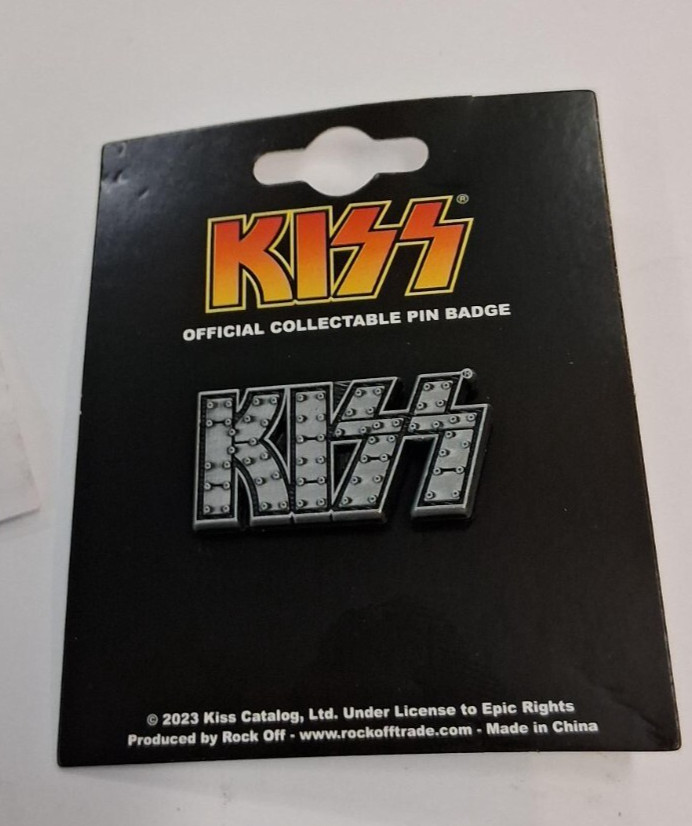 KISS®
OFFICIAL COLLECTABLE PIN BADGE
KISS®
© 2023 Kiss Catalog, Ltd. Under License to Epic Rights
Produced by Rock Off - www.rockofftrade.com - Made in China